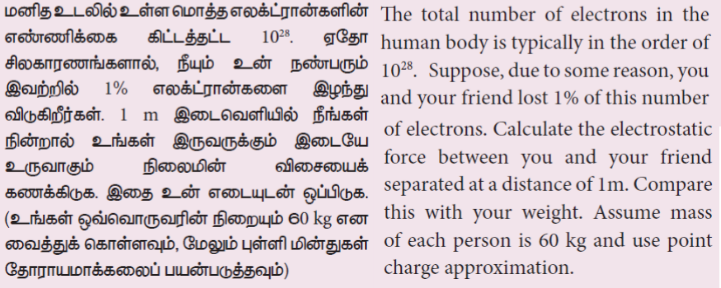 மனித உடலில் உள்ள மொத்த எலக்ட்ரான்களின்
எண்ணிக்கை கிட்டத்தட்ட 10²⁸. ஏதோ
சிலகாரணங்களால், நீயும் உன் நண்பரும்
இவற்றில் 1% எலக்ட்ரான்களை இழந்து
விடுகிறீர்கள். 1 m இடைவெளியில் நீங்கள்
நின்றால் உங்கள் இருவருக்கும் இடையே
உருவாகும் நிலைமின் விசையைக்
கணக்கிடுக. இதை உன் எடையுடன் ஒப்பிடுக.
(உங்கள் ஒவ்வொருவரின் நிறையும் 60 kg என
வைத்துக் கொள்ளவும், மேலும் புள்ளி மின்துகள்
தோராயமாக்கலைப் பயன்படுத்தவும்)
The total number of electrons in the
human body is typically in the order of
10²⁸. Suppose, due to some reason, you
and your friend lost 1% of this number
of electrons. Calculate the electrostatic
force between you and your friend
separated at a distance of 1m. Compare
this with your weight. Assume mass
of each person is 60 kg and use point
charge approximation.